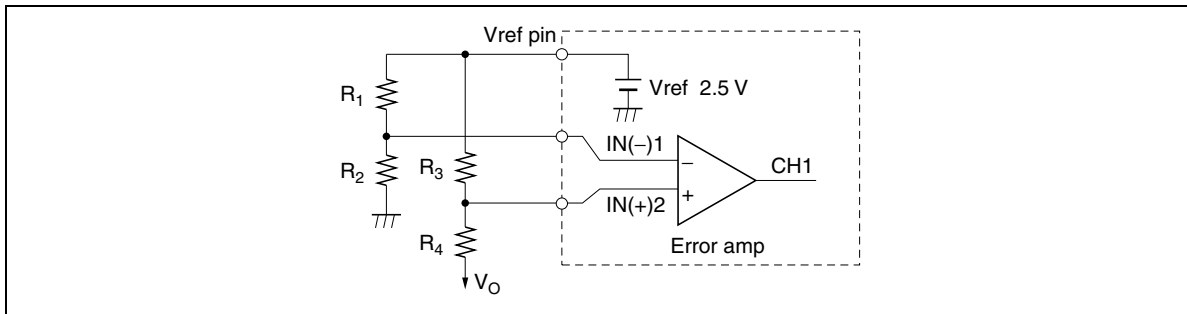 Vref pin
Vref 2.5 V
R1
IN(−)1
R2
R3
CH1
−
+
IN(+)2
R4
Error amp
VO